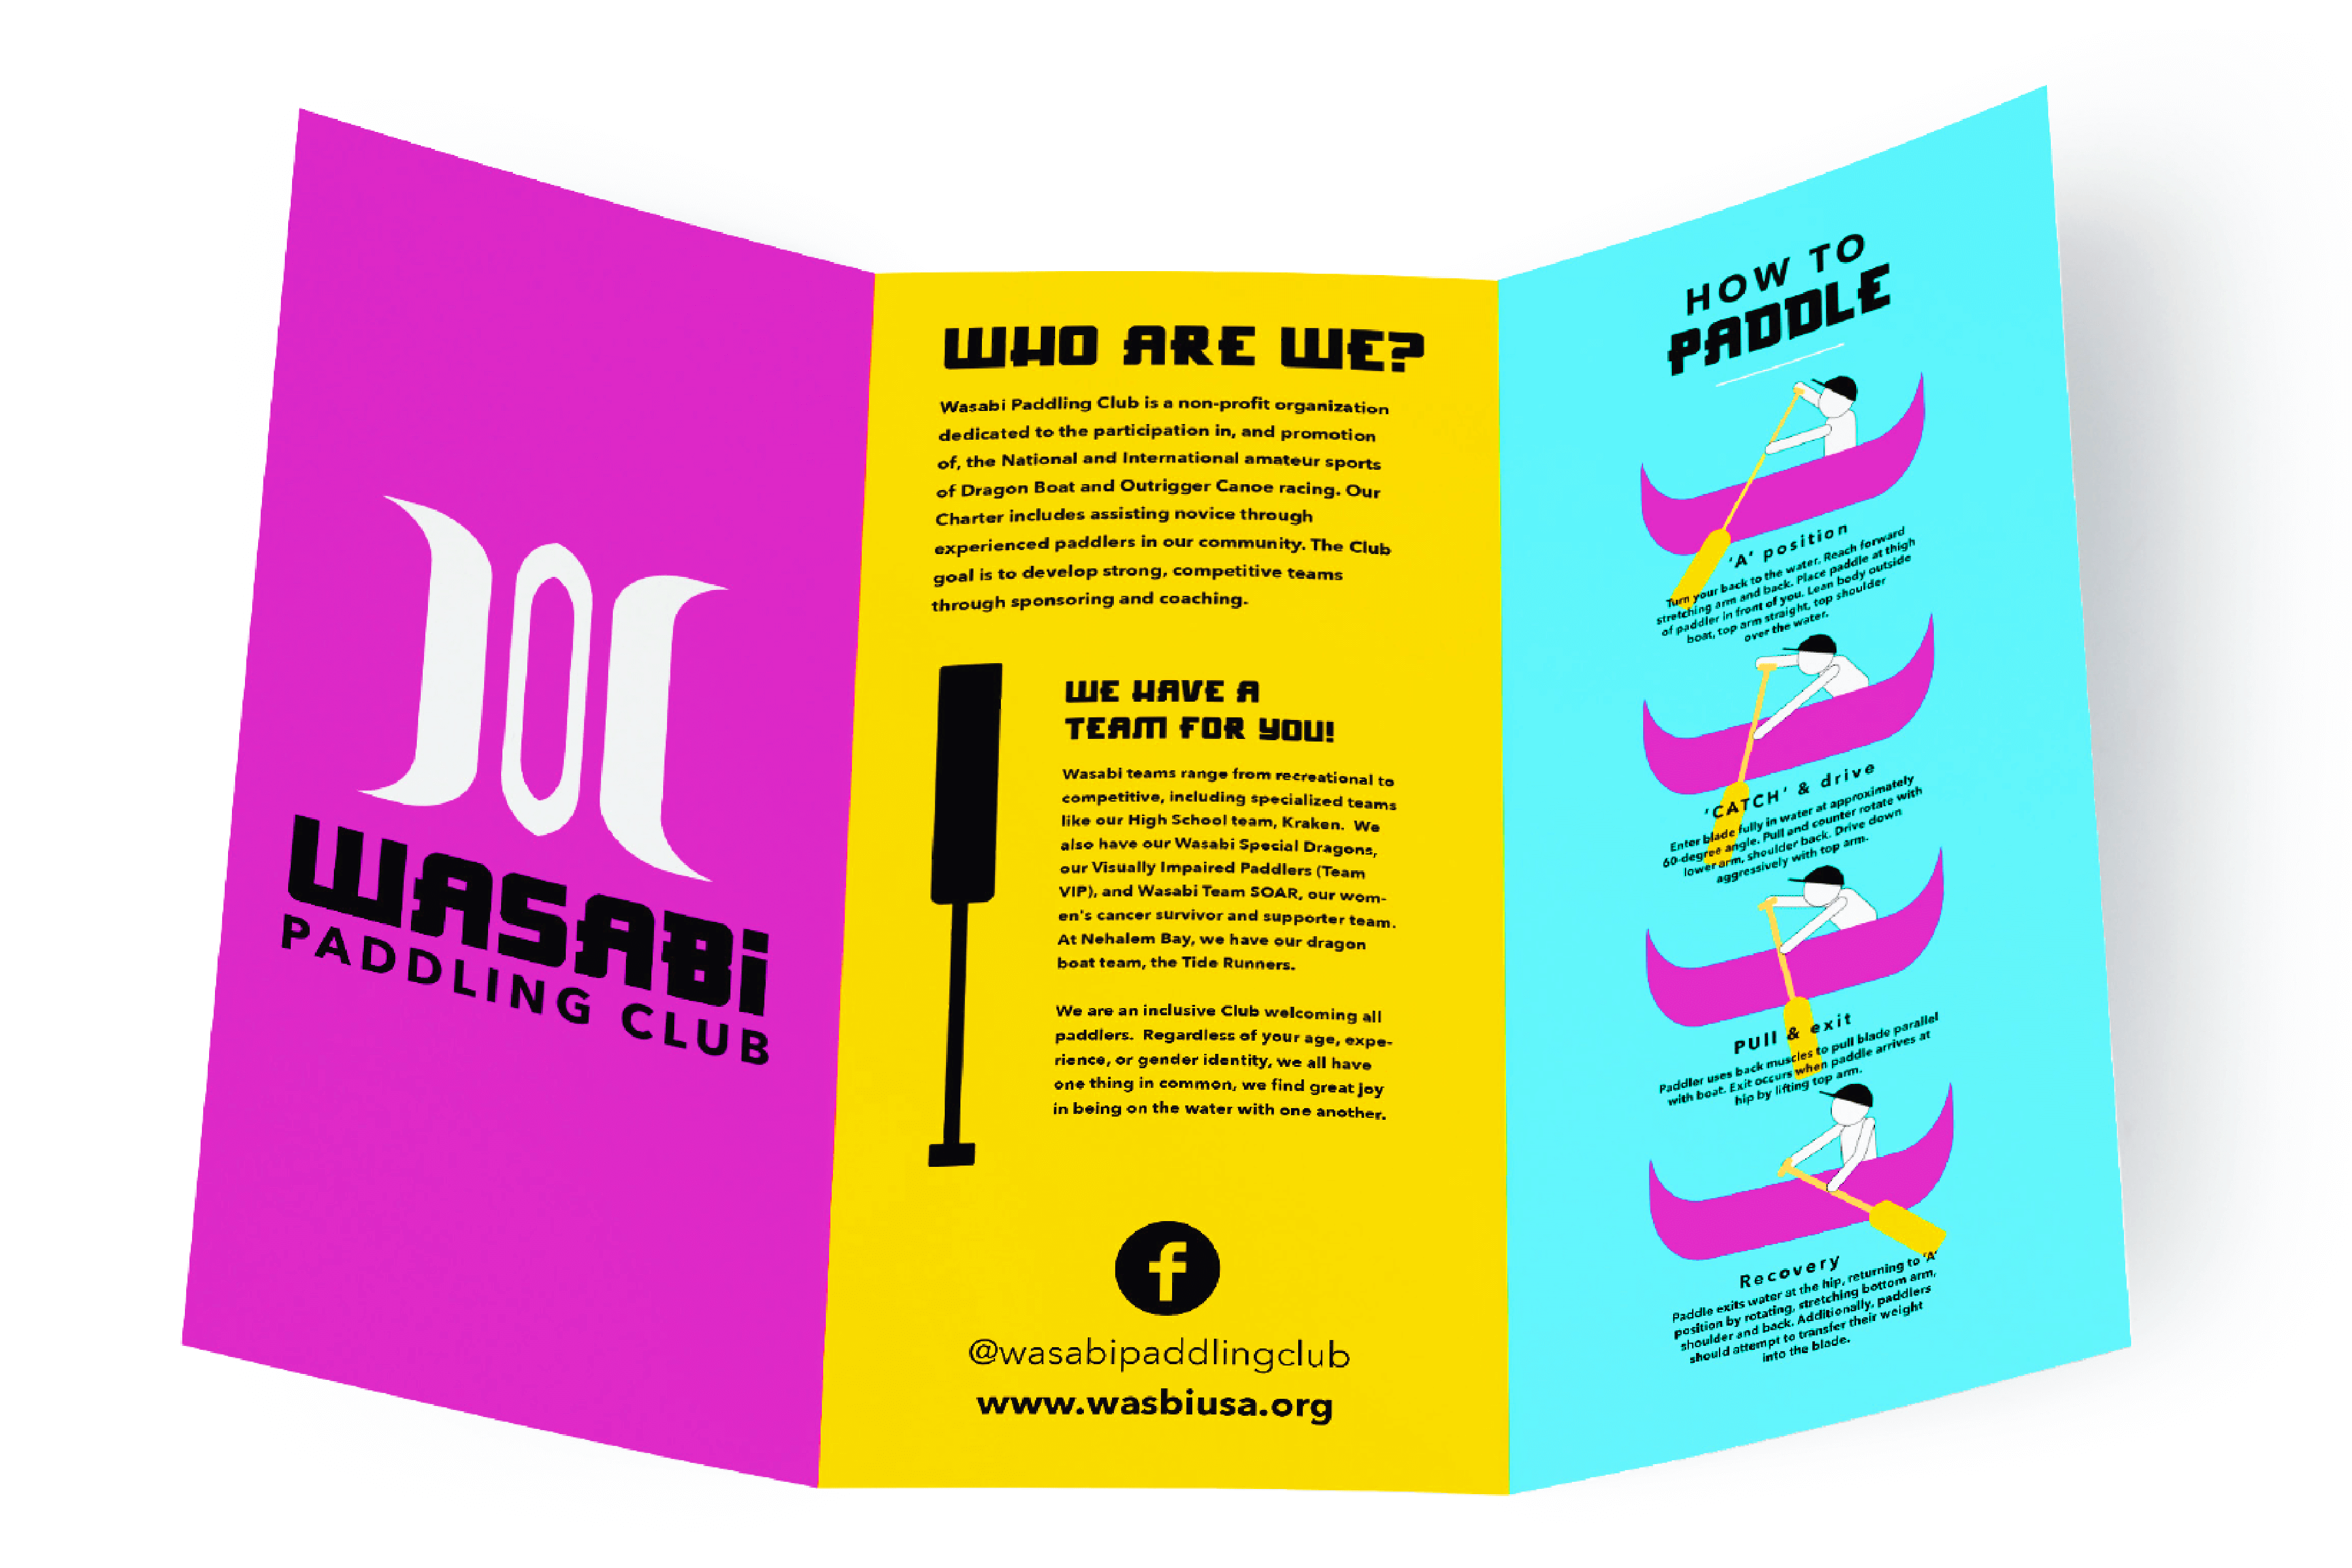 WASABi
PADDLING CLUB
WHO ARE WE?
Wasabi Paddling Club is a non-profit organization
dedicated to the participation in, and promotion
of, the National and International amateur sports
of Dragon Boat and Outrigger Canoe racing. Our
Charter includes assisting novice through
experienced paddlers in our community. The Club
goal is to develop strong, competitive teams
through sponsoring and coaching.
WE HAVE A
TEAM FOR YOU!
Wasabi teams range from recreational to
competitive, including specialized teams
like our High School team, Kraken. We
also have our Wasabi Special Dragons,
our Visually Impaired Paddlers (Team
VIP), and Wasabi Team SOAR, our wom-
en's cancer survivor and supporter team.
At Nehalem Bay, we have our dragon
boat team, the Tide Runners.
We are an inclusive Club welcoming all
paddlers. Regardless of your age, expe-
rience, or gender identity, we all have
one thing in common, we find great joy
in being on the water with one another.
f
@wasabipaddlingclub
www.wasbiusa.org
HOW TO
PADDLE
'A' position
Turn your back to the water. Reach forward
stretching arm and back. Place paddle at thigh
of paddler in front of you. Lean body outside
boat, top arm straight, top shoulder
over the water.
'CATCH' & drive
Enter blade fully in water at approximately
60-degree angle. Pull and counter rotate with
lower arm, shoulder back. Drive down
aggressively with top arm.
Pull & exit
Paddler uses back muscles to pull blade parallel
with boat. Exit occurs when paddle arrives at
hip by lifting top arm.
Recovery
Paddle exits water at the hip, returning to 'A'
position by rotating, stretching bottom arm,
shoulder and back. Additionally, paddlers
should attempt to transfer their weight
into the blade.